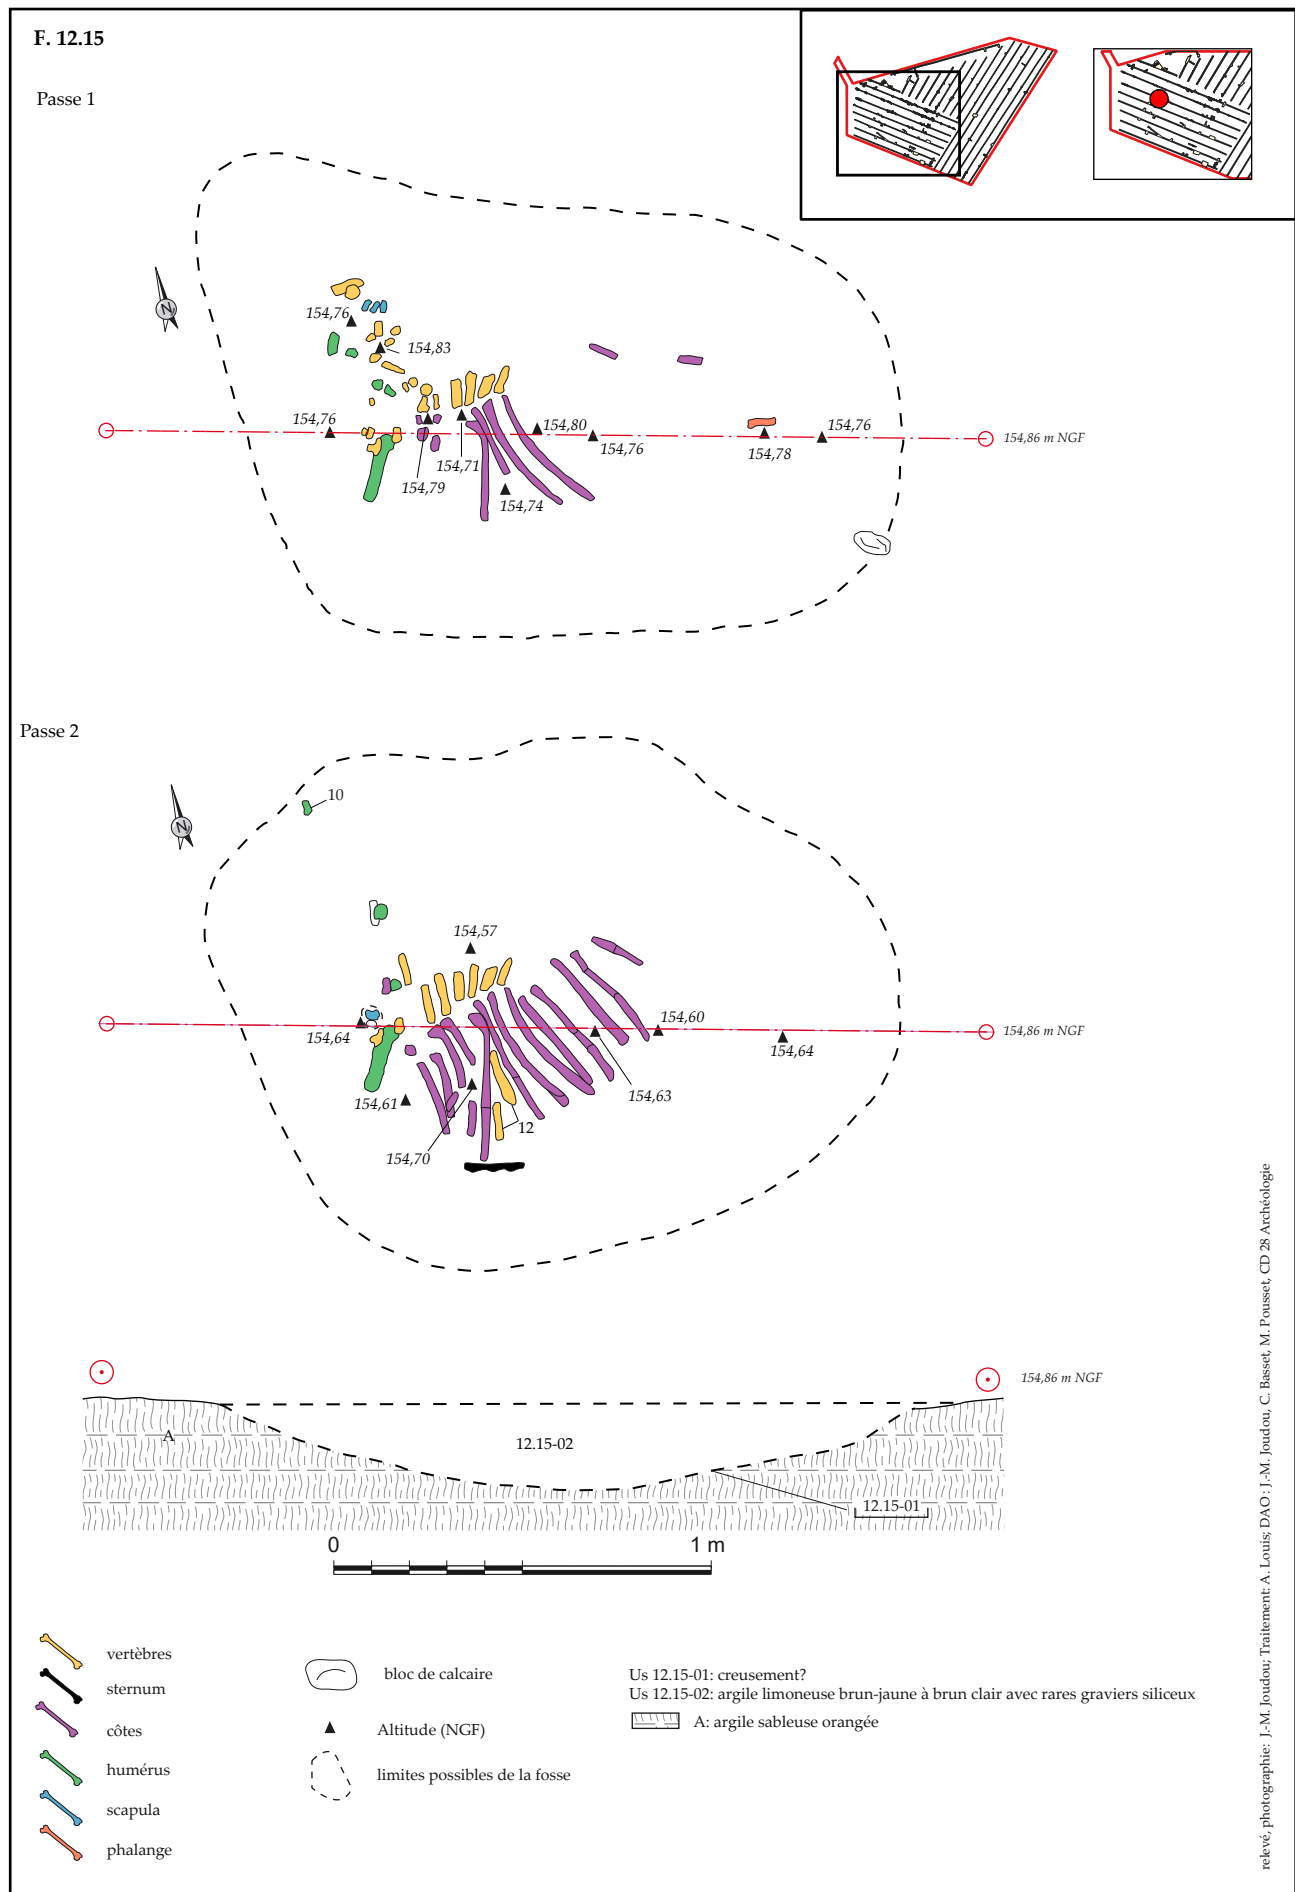 F. 12.15
Passe 1
N
154,76
154,83
154,76
154,80
154,76
154,76
154,78
154,71
154,79
154,74
154,86 m NGF
Passe 2
10
N
154,57
154,60
154,64
154,64
154,63
154,61
12
154,70
154,86 m NGF
154,86 m NGF
A
12.15-02
12.15-01
0 1 m
vertèbres
sternum
côtes
humérus
scapula
phalange
bloc de calcaire
Altitude (NGF)
limites possibles de la fosse
Us 12.15-01: creusement?
Us 12.15-02: argile limoneuse brun-jaune à brun clair avec rares graviers siliceux
A: argile sableuse orangée
relevé, photographie: J.-M. Joudou; Traitement: A. Louis; DAO : J.-M. Joudou, C. Basset, M. Pousset, CD 28 Archéologie